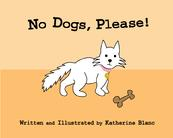 No Dogs, Please!
Written and Illustrated by Katherine Blanc